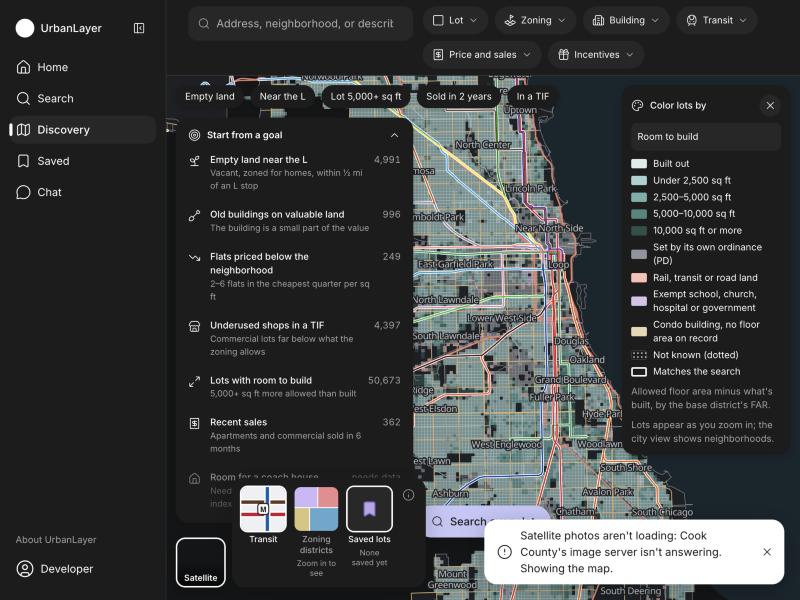 UrbanLayer
Home
Search
Discovery
Saved
Chat
About UrbanLayer
Developer
Address, neighborhood, or descrit
Lot
Zoning
Building
Transit
Price and sales
Incentives
Empty land
Near the L
Lot 5,000+ sq ft
Sold in 2 years
In a TIF
Start from a goal
Empty land near the L 4,991
Vacant, zoned for homes, within ½ mi
of an L stop
Old buildings on valuable land 996
The building is a small part of the value
Flats priced below the 249
neighborhood
2–6 flats in the cheapest quarter per sq
ft
Underused shops in a TIF 4,397
Commercial lots far below what the
zoning allows
Lots with room to build 50,673
5,000+ sq ft more allowed than built
Recent sales 362
Apartments and commercial sold in 6
months
Room for a coach house needs data
Need
index
M
Transit
Zoning
districts
Zoom in to
see
Saved lots
None
saved yet
Satellite
Norwood Park
Uptown
North Center
Lincoln Park
Near North Side
East Garfield Park
Loop
North Lawndale
Lower West Side
South Lawndale
Douglas
Oakland
Grand Boulevard
Fuller Park
Hyde Park
West Englewood
Woodlawn
South Shore
Ashburn
Avalon Park
Chatham
South Chicago
Mount
Greenwood
South Deering
Search
Color lots by
Room to build
Built out
Under 2,500 sq ft
2,500–5,000 sq ft
5,000–10,000 sq ft
10,000 sq ft or more
Set by its own ordinance
(PD)
Rail, transit or road land
Exempt school, church,
hospital or government
Condo building, no floor
area on record
Not known (dotted)
Matches the search
Allowed floor area minus what's
built, by the base district's FAR.
Lots appear as you zoom in; the
city view shows neighborhoods.
Satellite photos aren't loading: Cook
County's image server isn't answering.
Showing the map.